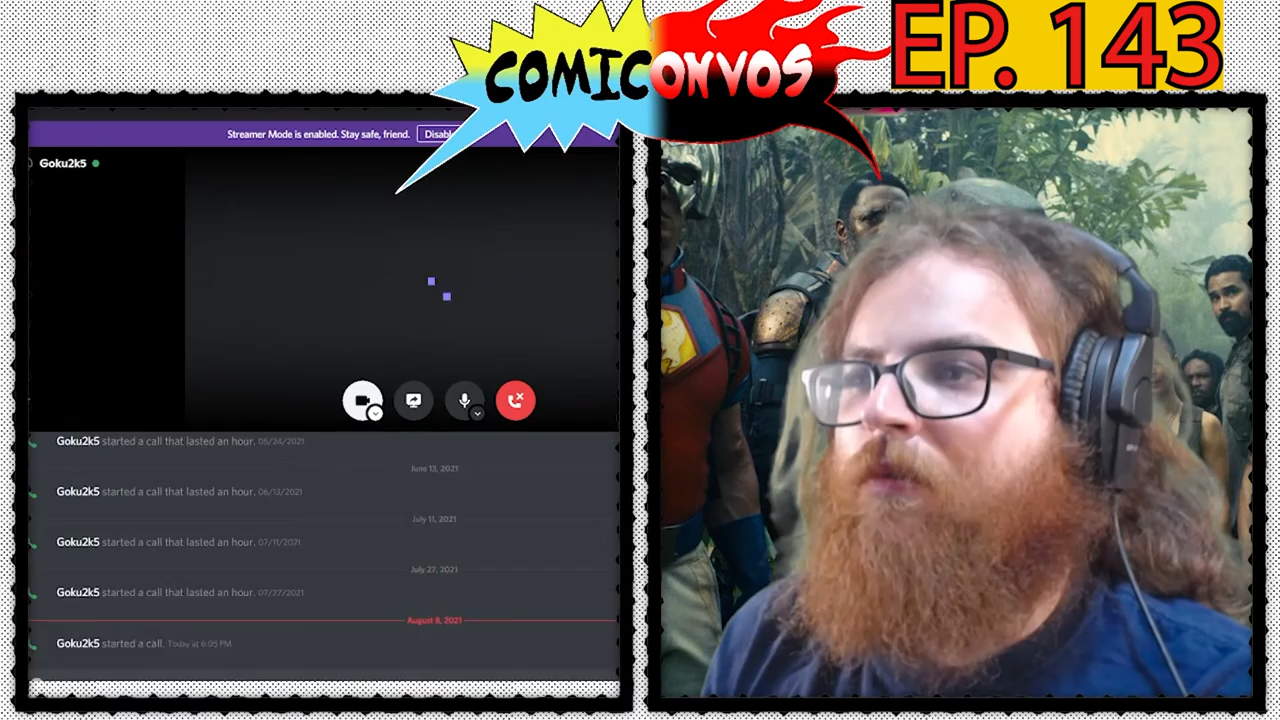 COMICONVOS
EP. 143
Streamer Mode is enabled. Stay safe, friend.
Disabl
Goku2k5
Goku2k5 started a call that lasted an hour. 05/24/2021
June 13, 2021
Goku2k5 started a call that lasted an hour. 06/13/2021
July 11, 2021
Goku2k5 started a call that lasted an hour. 07/11/2021
July 27, 2021
Goku2k5 started a call that lasted an hour. 07/27/2021
August 8, 2021
Goku2k5 started a call. Today at 6:05 PM